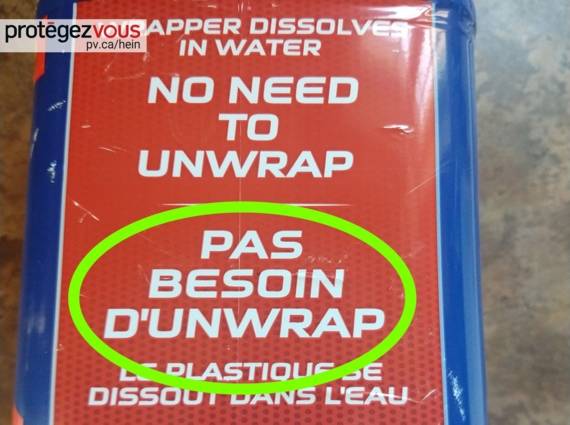 protégezvous
pv.ca/hein
APPER DISSOLVES
IN WATER
NO NEED
TO
UNWRAP
PAS
BESOIN
D'UNWRAP
LE PLASTIQUE SE
DISSOUT DANS L'EAU